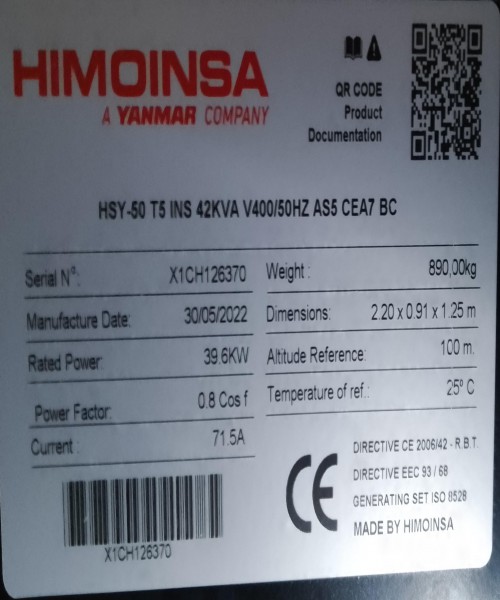 HIMOINSA
A YANMAR COMPANY
QR CODE
Product
Documentation
HSY-50 T5 INS 42KVA V400/50HZ AS5 CEA7 BC
Serial Nº: X1CH126370
Manufacture Date: 30/05/2022
Rated Power: 39.6KW
Power Factor: 0.8 Cos f
Current : 71.5A
Weight : 890,00kg
Dimensions: 2.20 x 0.91 x 1.25 m
Altitude Reference: 100 m.
Temperature of ref.: 25º C
X1CH126370
CE
DIRECTIVE CE 2006/42 - R.B.T.
DIRECTIVE EEC 93 / 68
GENERATING SET ISO 8528
MADE BY HIMOINSA